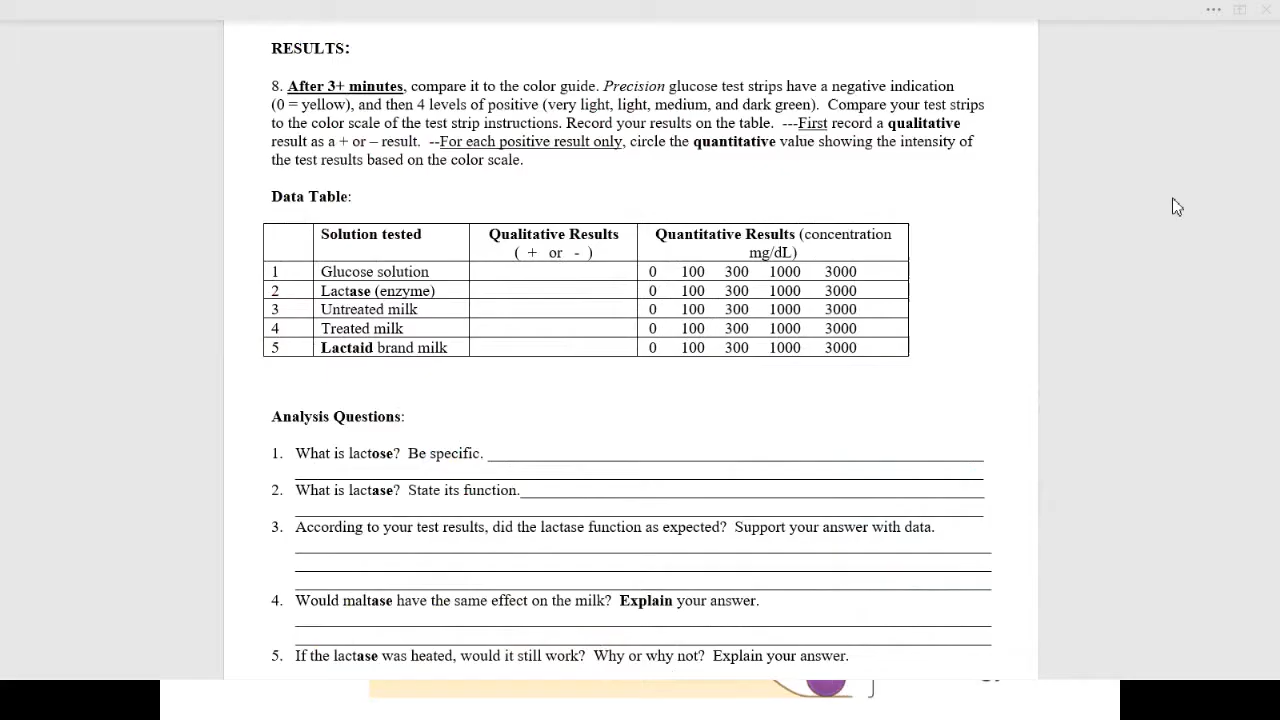 RESULTS:
8. After 3+ minutes, compare it to the color guide. Precision glucose test strips have a negative indication
(0 = yellow), and then 4 levels of positive (very light, light, medium, and dark green). Compare your test strips
to the color scale of the test strip instructions. Record your results on the table. ---First record a qualitative
result as a + or – result. --For each positive result only, circle the quantitative value showing the intensity of
the test results based on the color scale.
Data Table:
Solution tested Qualitative Results Quantitative Results (concentration
( + or - ) mg/dL)
1 Glucose solution 0 100 300 1000 3000
2 Lactase (enzyme) 0 100 300 1000 3000
3 Untreated milk 0 100 300 1000 3000
4 Treated milk 0 100 300 1000 3000
5 Lactaid brand milk 0 100 300 1000 3000
Analysis Questions:
1. What is lactose? Be specific.
2. What is lactase? State its function.
3. According to your test results, did the lactase function as expected? Support your answer with data.
4. Would maltase have the same effect on the milk? Explain your answer.
5. If the lactase was heated, would it still work? Why or why not? Explain your answer.